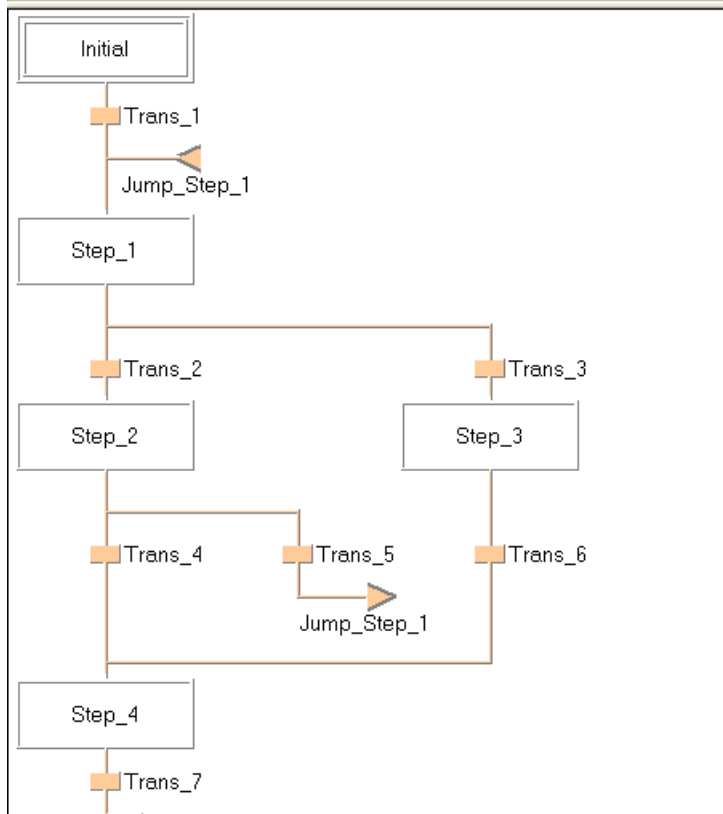 Initial
Trans_1
Jump_Step_1
Step_1
Trans_2
Trans_3
Step_2
Step_3
Trans_4
Trans_5
Trans_6
Jump_Step_1
Step_4
Trans_7